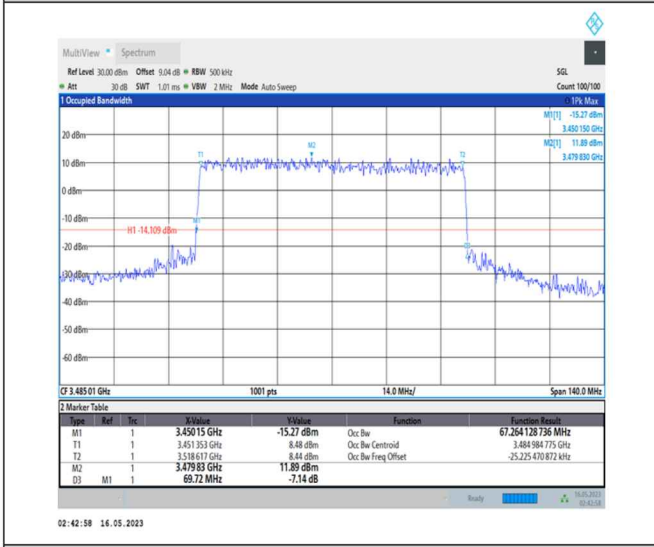 MultiView Spectrum
Ref Level 30.00 dBm Offset 9.04 dB RBW 500 kHz SGL
Att 30 dB SWT 1.01 ms VBW 2 MHz Mode Auto Sweep Count 100/100
1 Occupied Bandwidth 1Pk Max
M1[1] -15.27 dBm
3.450 150 GHz
M2[1] 11.89 dBm
3.479 830 GHz
20 dBm
M2
T1 T2
10 dBm
0 dBm
-10 dBm
M1
H1 -14.109 dBm
-20 dBm
D3
-30 dBm
-40 dBm
-50 dBm
-60 dBm
CF 3.485 01 GHz 1001 pts 14.0 MHz/ Span 140.0 MHz
2 Marker Table
Type Ref Trc X-Value Y-Value Function Function Result
M1 1 3.450 15 GHz -15.27 dBm Occ Bw 67.264 128 736 MHz
T1 1 3.451 353 GHz 8.48 dBm Occ Bw Centroid 3.484 984 775 GHz
T2 1 3.518 617 GHz 8.44 dBm Occ Bw Freq Offset -25.225 470 872 kHz
M2 1 3.479 83 GHz 11.89 dBm
D3 M1 1 69.72 MHz -7.14 dB
Ready 16.05.2023
02:42:58
02:42:58 16.05.2023